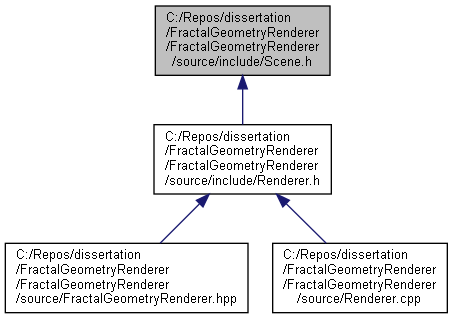 C:/Repos/dissertation
/FractalGeometryRenderer
/FractalGeometryRenderer
/source/include/Scene.h
C:/Repos/dissertation
/FractalGeometryRenderer
/FractalGeometryRenderer
/source/include/Renderer.h
C:/Repos/dissertation
/FractalGeometryRenderer
/FractalGeometryRenderer
/source/FractalGeometryRenderer.hpp
C:/Repos/dissertation
/FractalGeometryRenderer
/FractalGeometryRenderer
/source/Renderer.cpp